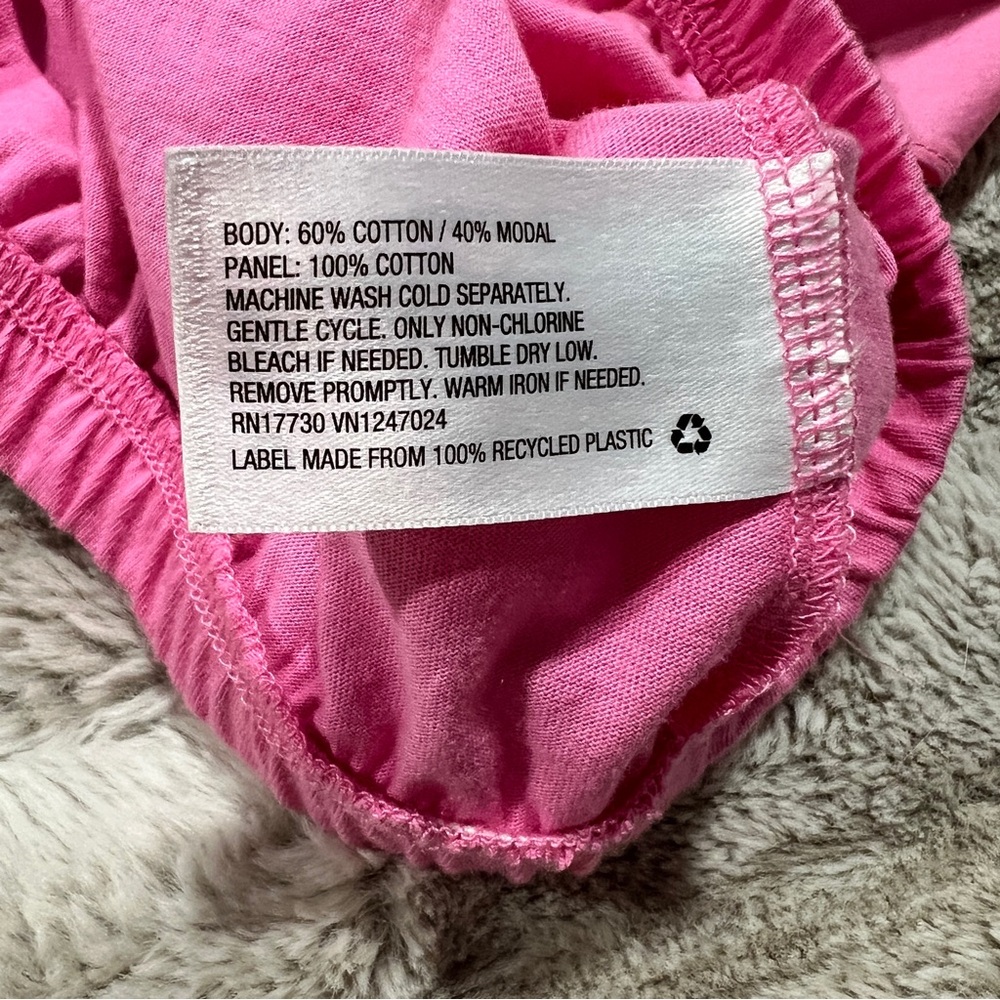 BODY: 60% COTTON / 40% MODAL
PANEL: 100% COTTON
MACHINE WASH COLD SEPARATELY.
GENTLE CYCLE. ONLY NON-CHLORINE
BLEACH IF NEEDED. TUMBLE DRY LOW.
REMOVE PROMPTLY. WARM IRON IF NEEDED.
RN17730 VN1247024
LABEL MADE FROM 100% RECYCLED PLASTIC